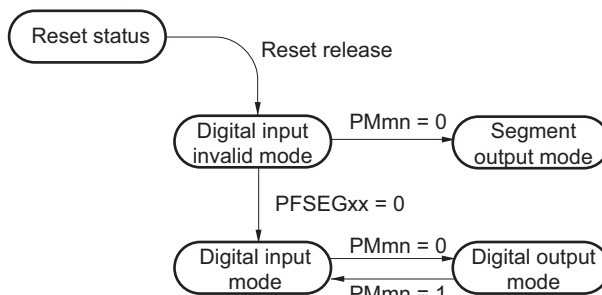 Reset status
Reset release
Digital input
invalid mode
PMmn = 0
Segment
output mode
PFSEGxx = 0
Digital input
mode
PMmn = 0
PMmn = 1
Digital output
mode